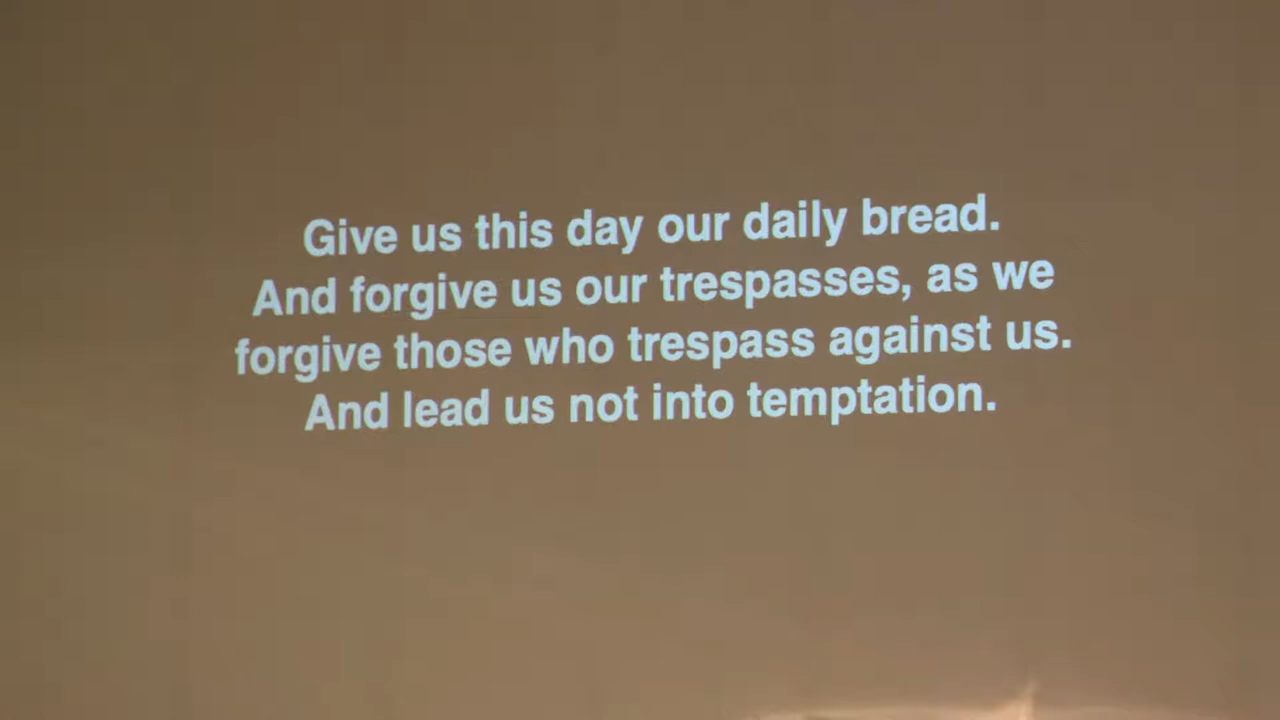 Give us this day our daily bread.
And forgive us our trespasses, as we
forgive those who trespass against us.
And lead us not into temptation.